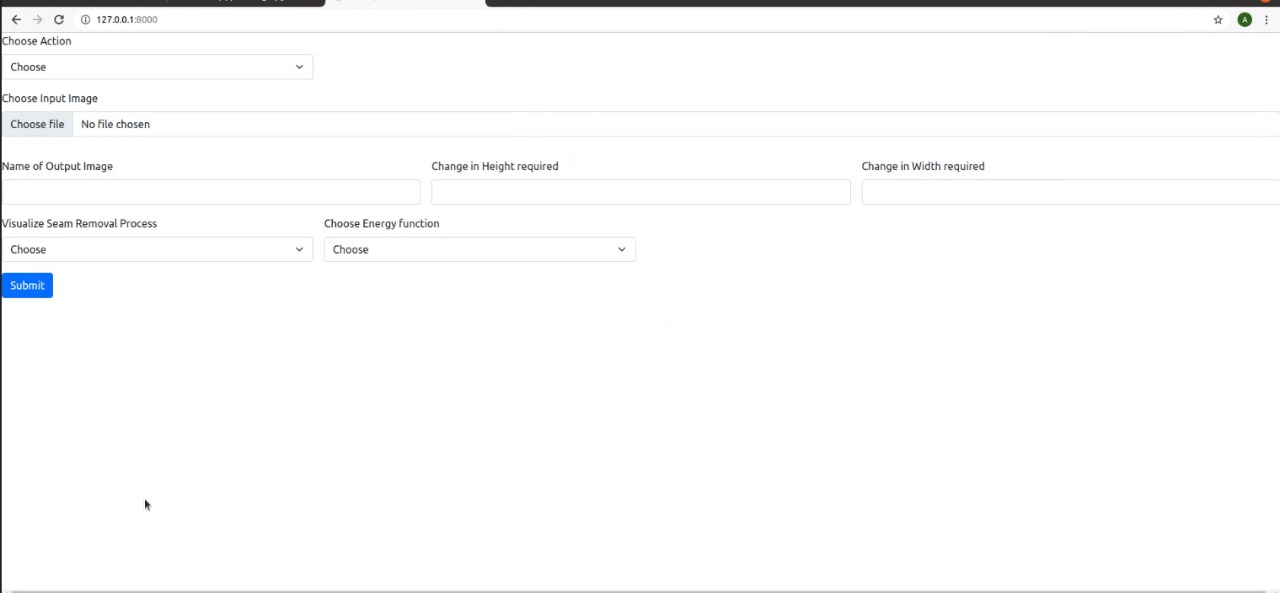 127.0.0.1:8000
A
Choose Action
Choose
Choose Input Image
Choose file No file chosen
Name of Output Image Change in Height required Change in Width required
Visualize Seam Removal Process Choose Energy function
Choose Choose
Submit